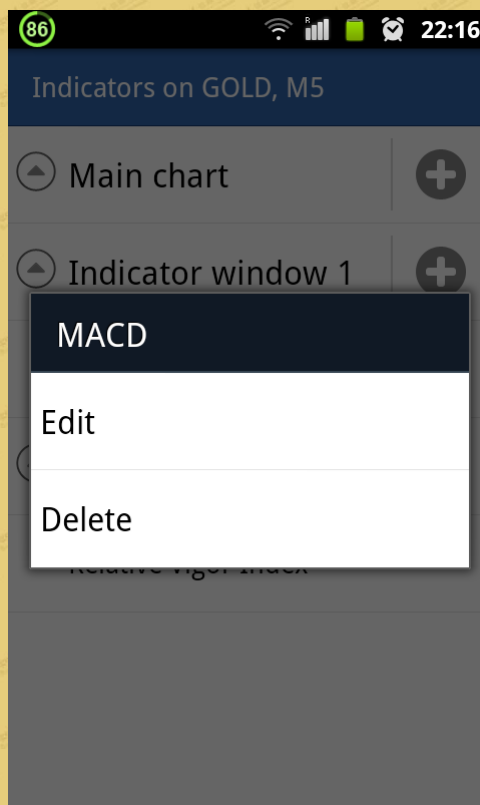 86
R
22:16
Indicators on GOLD, M5
Main chart
Indicator window 1
MACD
Edit
Delete
Relative Vigor Index